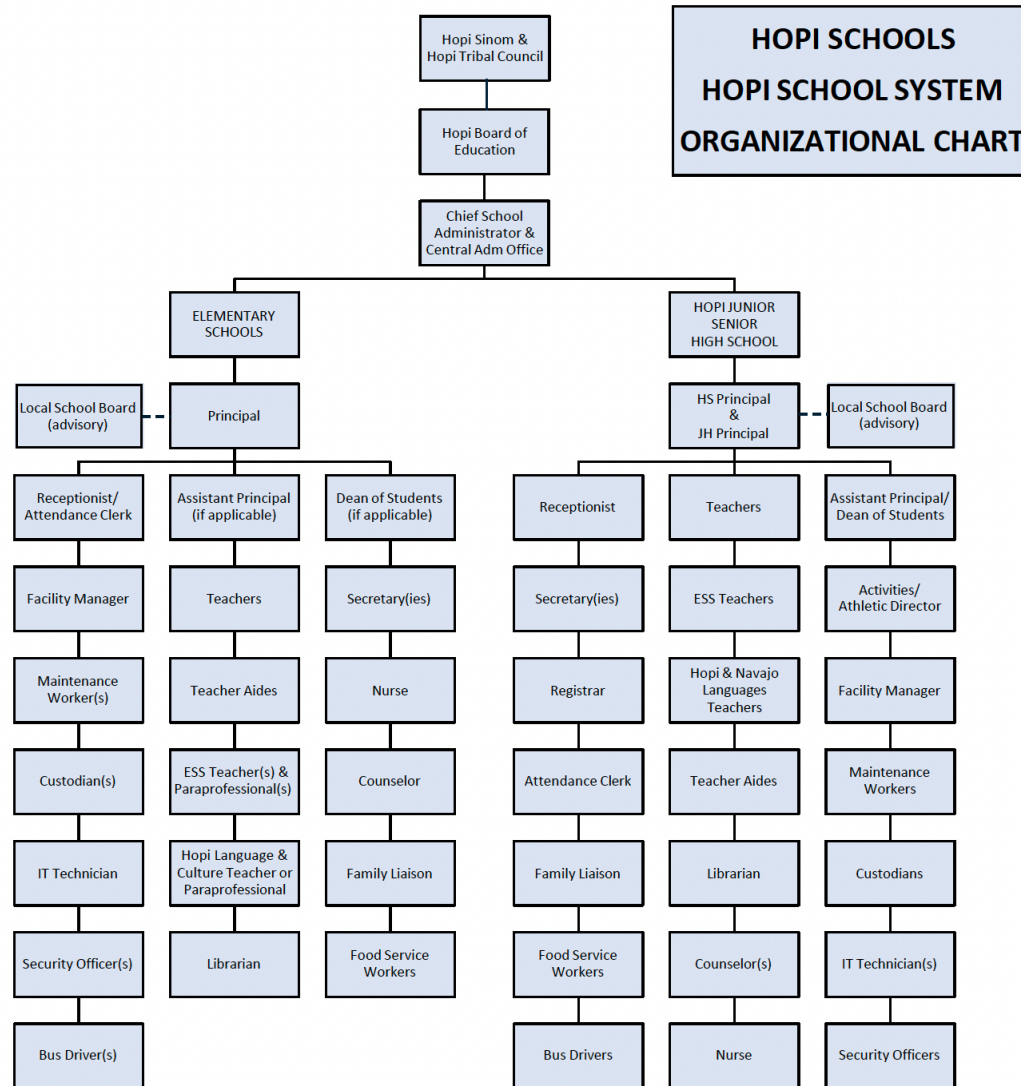 Hopi Sinom &
Hopi Tribal Council
HOPI SCHOOLS
HOPI SCHOOL SYSTEM
ORGANIZATIONAL CHART
Hopi Board of
Education
Chief School
Administrator &
Central Adm Office
ELEMENTARY
SCHOOLS
HOPI JUNIOR
SENIOR
HIGH SCHOOL
Local School Board
(advisory)
Principal
HS Principal
&
JH Principal
Local School Board
(advisory)
Receptionist/
Attendance Clerk
Assistant Principal
(if applicable)
Dean of Students
(if applicable)
Receptionist
Teachers
Assistant Principal/
Dean of Students
Facility Manager
Teachers
Secretary(ies)
Secretary(ies)
ESS Teachers
Activities/
Athletic Director
Maintenance
Worker(s)
Teacher Aides
Nurse
Registrar
Hopi & Navajo
Languages
Teachers
Facility Manager
Custodian(s)
ESS Teacher(s) &
Paraprofessional(s)
Counselor
Attendance Clerk
Teacher Aides
Maintenance
Workers
IT Technician
Hopi Language &
Culture Teacher or
Paraprofessional
Family Liaison
Family Liaison
Librarian
Custodians
Security Officer(s)
Librarian
Food Service
Workers
Food Service
Workers
Counselor(s)
IT Technician(s)
Bus Driver(s)
Bus Drivers
Nurse
Security Officers